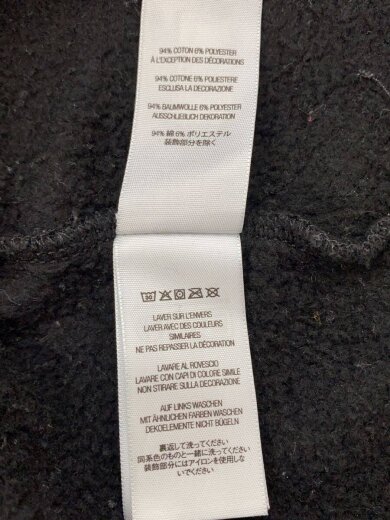 94% COTON 6% POLYESTER
À L'EXCEPTION DES DÉCORATIONS
94% COTONE 6% POLIESTERE
ESCLUSA LA DECORAZIONE
94% BAUMWOLLE 6% POLYESTER
AUSSCHLIEßLICH DEKORATION
94% 綿 6% ポリエステル
装飾部分を除く
30
LAVER SUR L'ENVERS
LAVER AVEC DES COULEURS
SIMILAIRES
NE PAS REPASSER LA DÉCORATION
LAVARE AL ROVESCIO
LAVARE CON CAPI DI COLORE SIMILE
NON STIRARE SULLA DECORAZIONE
AUF LINKS WASCHEN
MIT ÄHNLICHEN FARBEN WASCHEN
DEKOELEMENTE NICHT BÜGELN
裏返して洗ってください
同系色のものと一緒に洗ってください
装飾部分にはアイロンを使用しな
いでください